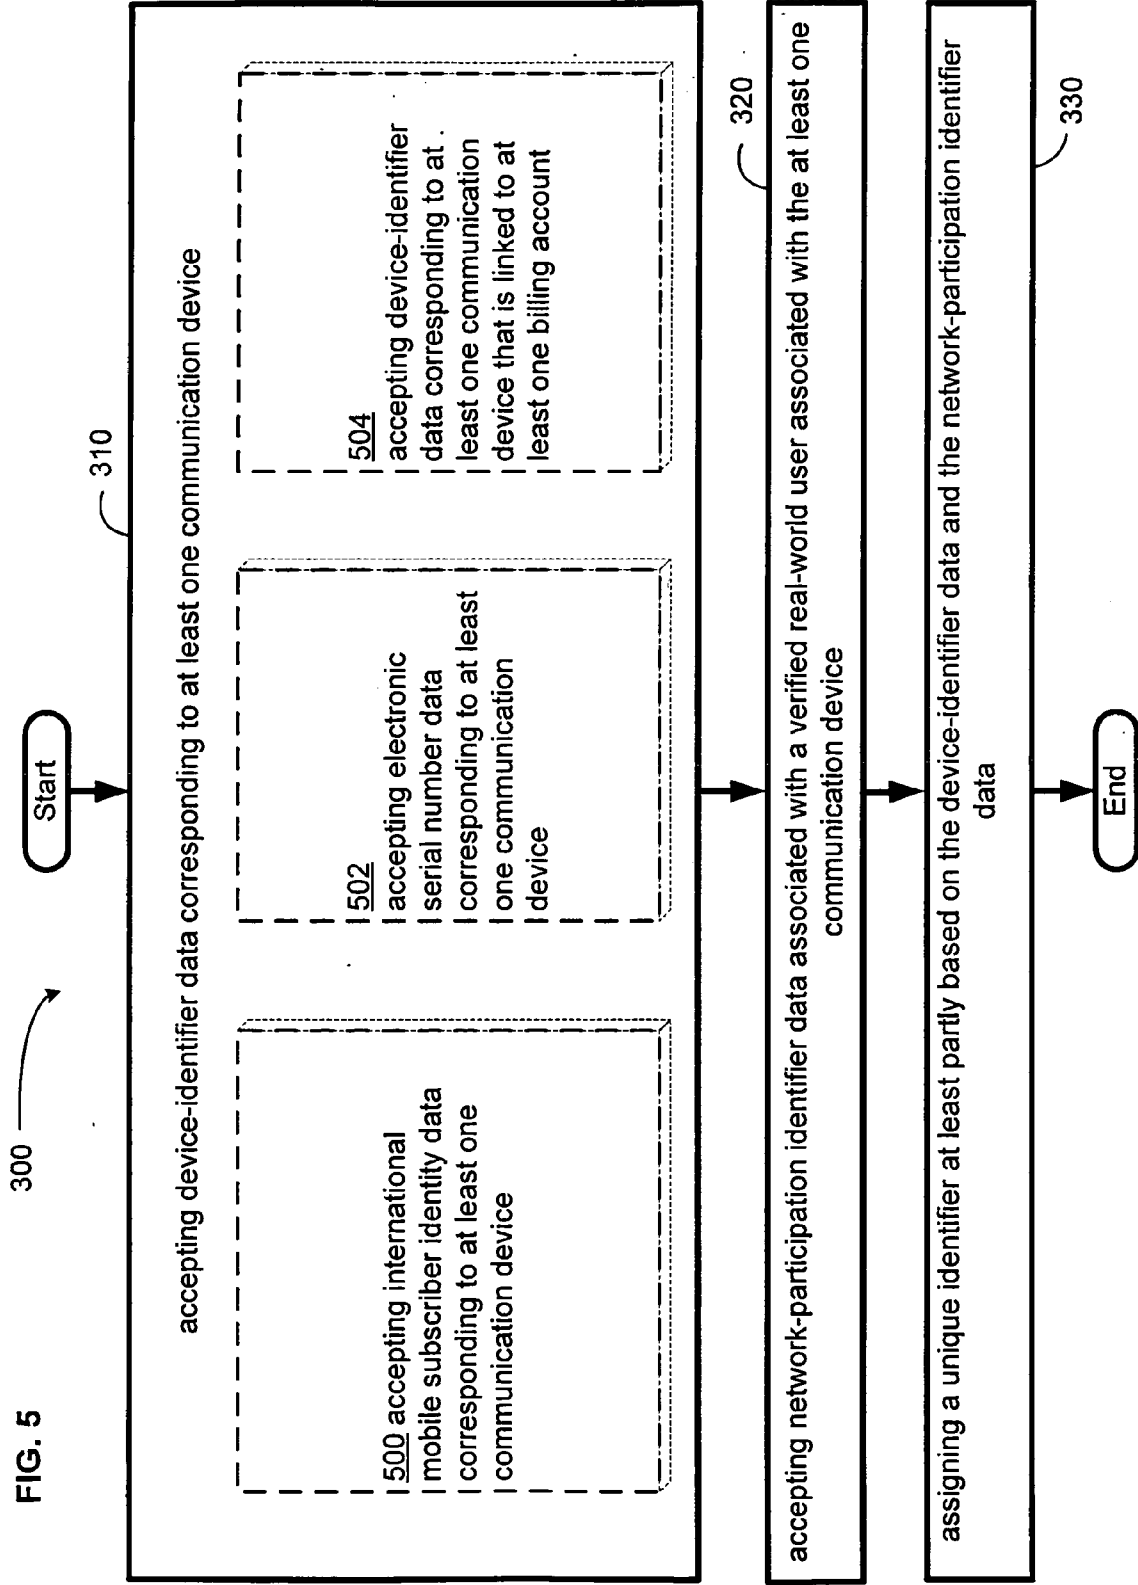 FIG. 5
300
Start
310
accepting device-identifier data corresponding to at least one communication device
500 accepting international
mobile subscriber identity data
corresponding to at least one
communication device
502
accepting electronic
serial number data
corresponding to at least
one communication
device
504
accepting device-identifier
data corresponding to at
least one communication
device that is linked to at
least one billing account
320
accepting network-participation identifier data associated with a verified real-world user associated with the at least one
communication device
330
assigning a unique identifier at least partly based on the device-identifier data and the network-participation identifier
data
End